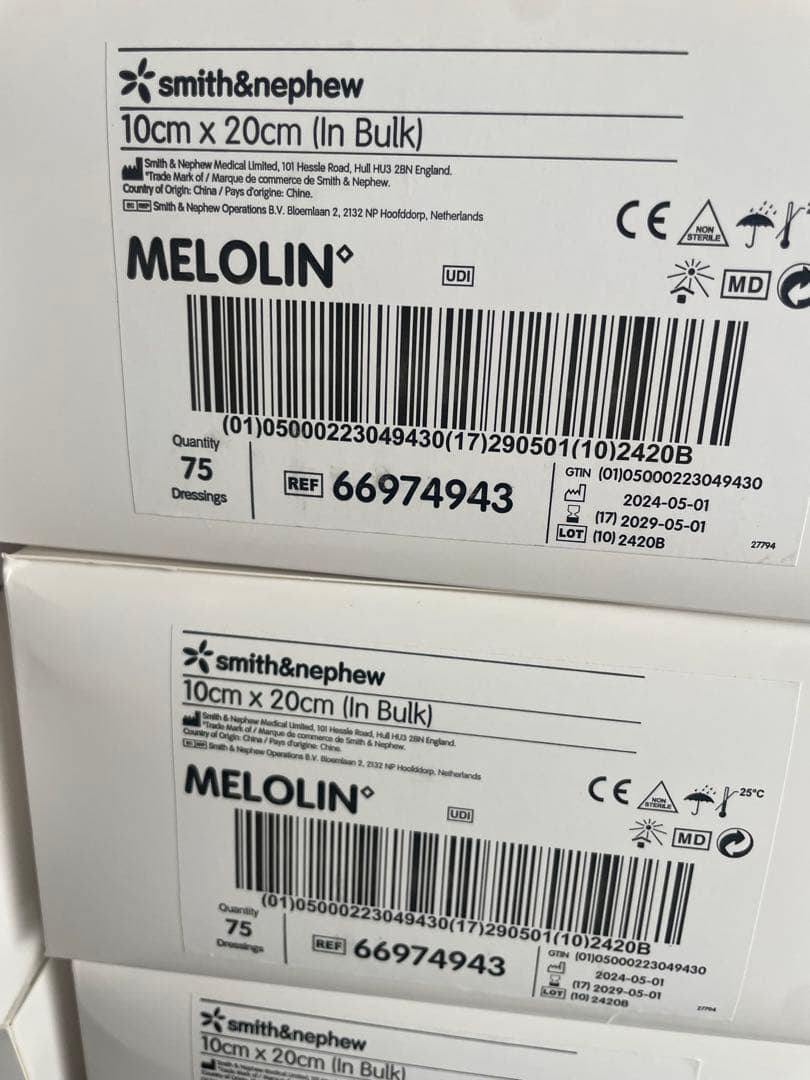 smith&nephew
10cm x 20cm (In Bulk)
Smith & Nephew Medical Limited, 101 Hessle Road, Hull HU3 2BN England.
*Trade Mark of / Marque de commerce de Smith & Nephew.
Country of Origin: China / Pays d'origine: Chine.
EC REP Smith & Nephew Operations B.V. Bloemlaan 2, 2132 NP Hoofddorp, Netherlands
CE NON STERILE
MELOLIN◊ UDI MD
(01)05000223049430(17)290501(10)2420B
Quantity
75
Dressings
REF 66974943
GTIN (01)05000223049430
2024-05-01
(17) 2029-05-01
LOT (10) 2420B
27794
smith&nephew
10cm x 20cm (In Bulk)
Smith & Nephew Medical Limited, 101 Hessle Road, Hull HU3 2BN England.
*Trade Mark of / Marque de commerce de Smith & Nephew.
Country of Origin: China / Pays d'origine: Chine.
EC REP Smith & Nephew Operations B.V. Bloemlaan 2, 2132 NP Hoofddorp, Netherlands
CE NON STERILE 25°C
MELOLIN◊ UDI MD
(01)05000223049430(17)290501(10)2420B
Quantity
75
Dressings
REF 66974943
GTIN (01)05000223049430
2024-05-01
(17) 2029-05-01
LOT (10) 2420B
27794
smith&nephew
10cm x 20cm (In Bulk)